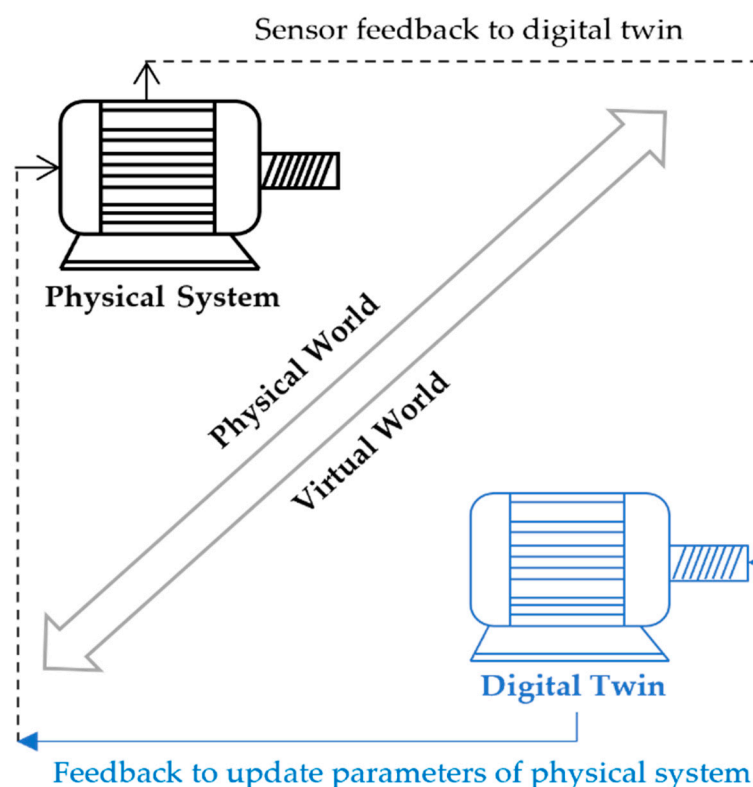 Sensor feedback to digital twin
Physical System
Physical World
Virtual World
Digital Twin
Feedback to update parameters of physical system